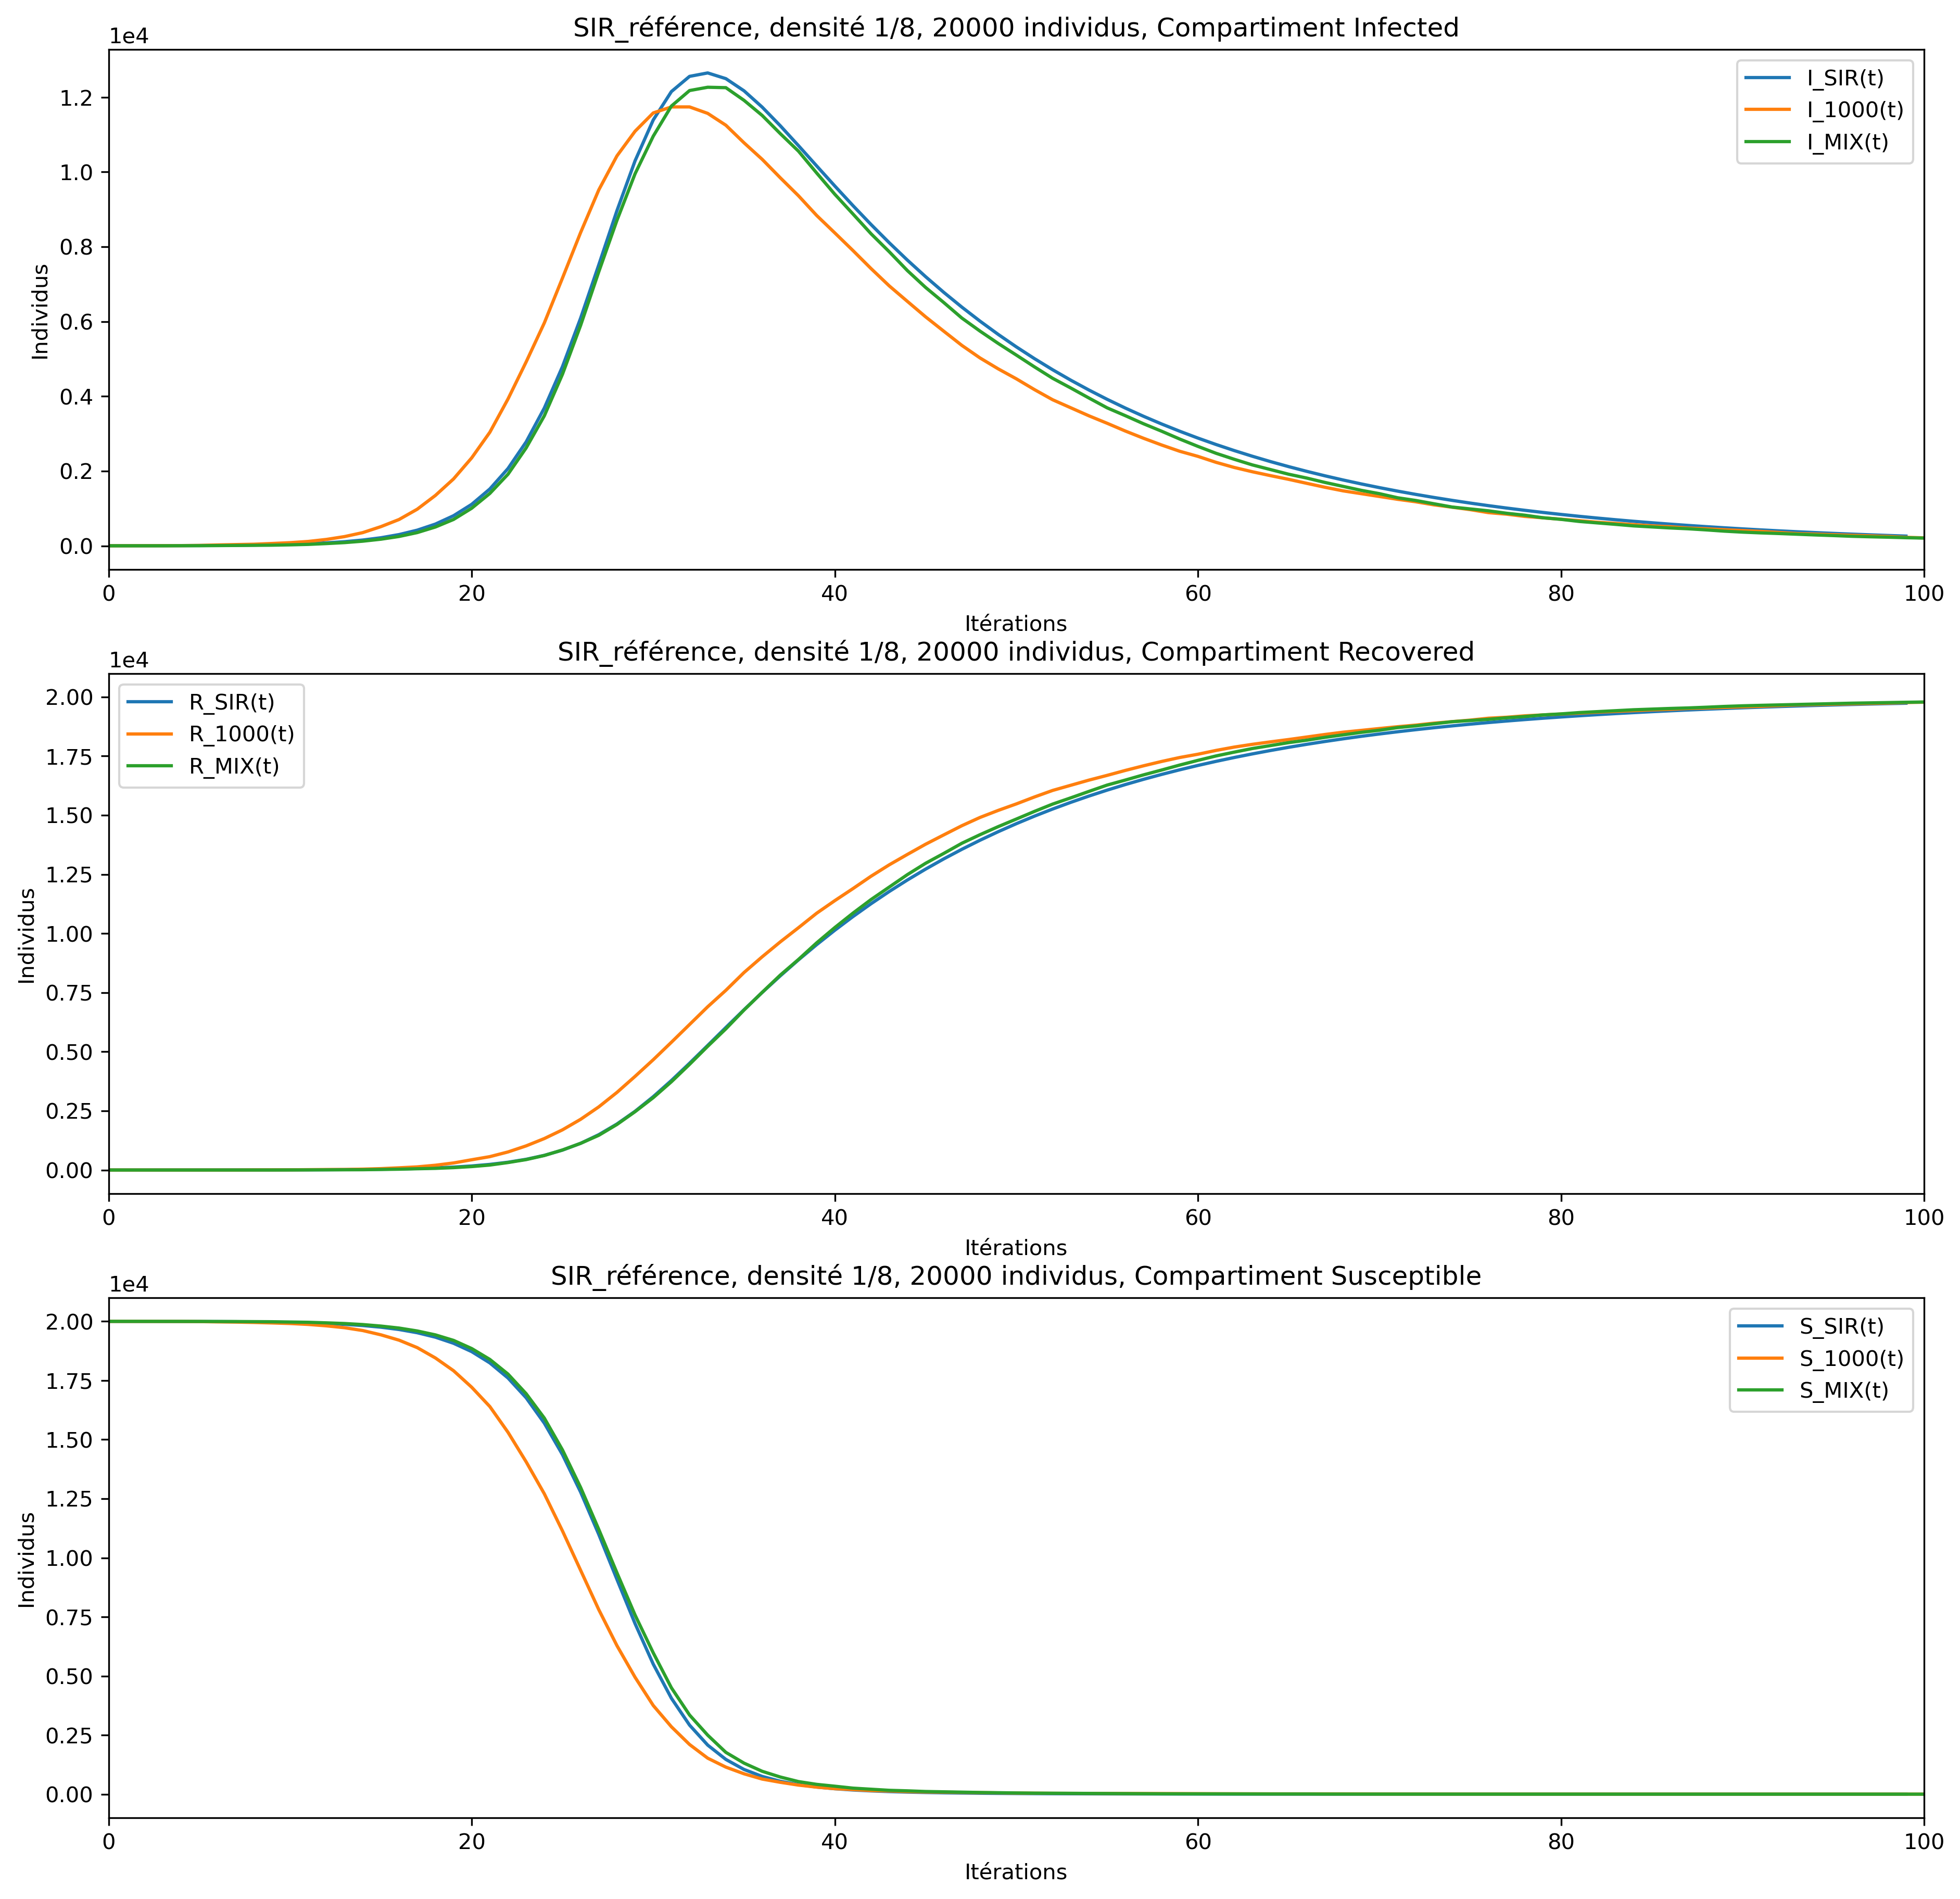 SIR_référence, densité 1/8, 20000 individus, Compartiment Infected
1e4
I_SIR(t)
I_1000(t)
I_MIX(t)
1.2
1.0
0.8
0.6
0.4
0.2
0.0
Individus
0 20 40 60 80 100
Itérations
SIR_référence, densité 1/8, 20000 individus, Compartiment Recovered
1e4
R_SIR(t)
R_1000(t)
R_MIX(t)
2.00
1.75
1.50
1.25
1.00
0.75
0.50
0.25
0.00
Individus
0 20 40 60 80 100
Itérations
SIR_référence, densité 1/8, 20000 individus, Compartiment Susceptible
1e4
S_SIR(t)
S_1000(t)
S_MIX(t)
2.00
1.75
1.50
1.25
1.00
0.75
0.50
0.25
0.00
Individus
0 20 40 60 80 100
Itérations